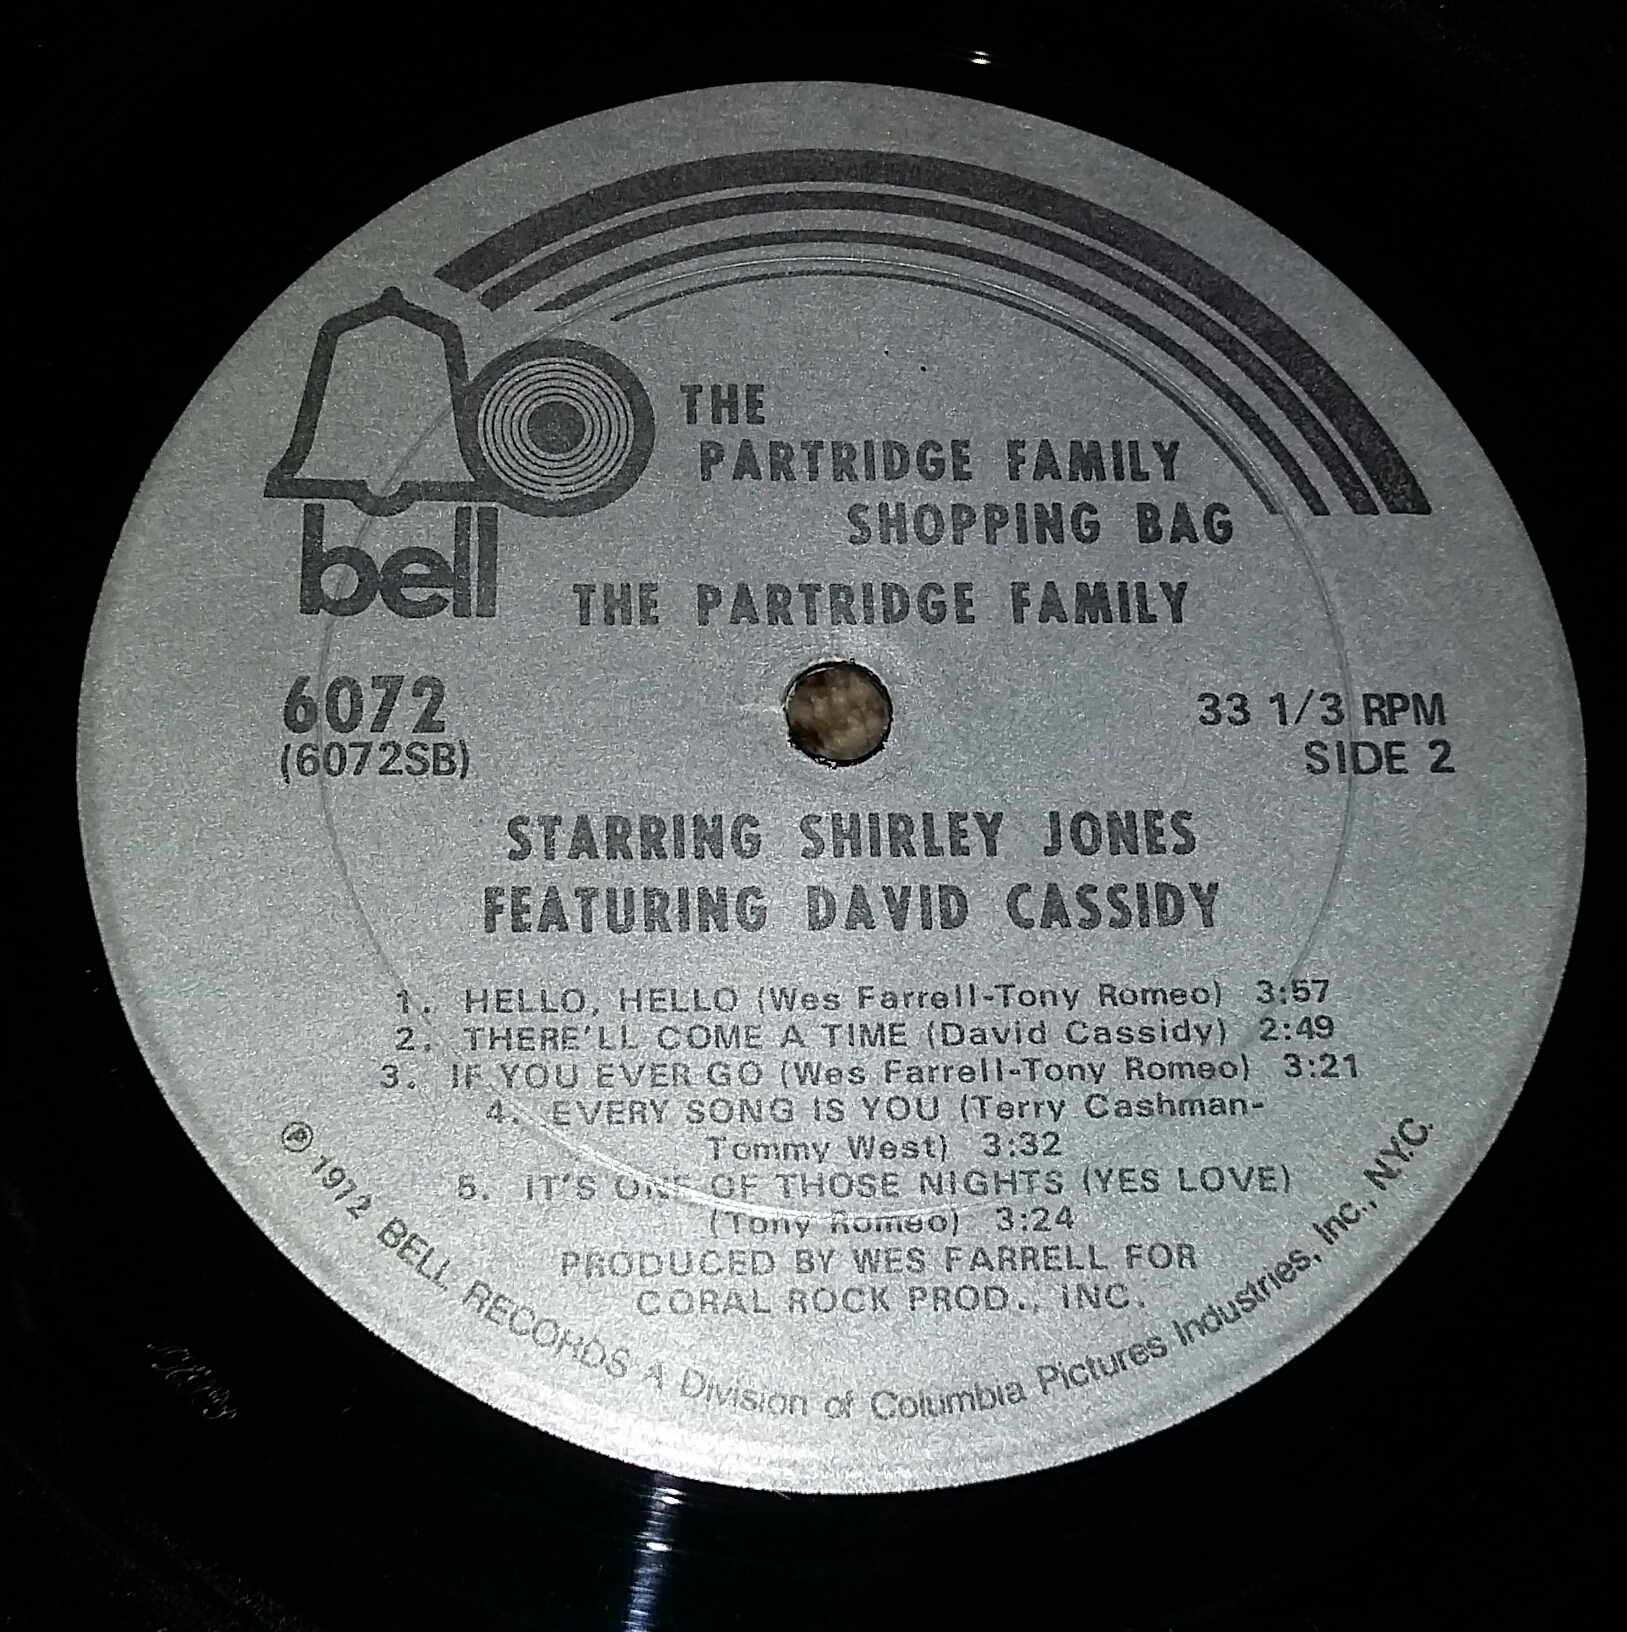 THE
PARTRIDGE FAMILY
SHOPPING BAG
bell
THE PARTRIDGE FAMILY
6072
(6072SB)
33 1/3 RPM
SIDE 2
STARRING SHIRLEY JONES
FEATURING DAVID CASSIDY
1. HELLO, HELLO (Wes Farrell-Tony Romeo) 3:57
2. THERE'LL COME A TIME (David Cassidy) 2:49
3. IF YOU EVER GO (Wes Farrell-Tony Romeo) 3:21
4. EVERY SONG IS YOU (Terry Cashman-
Tommy West) 3:32
5. IT'S ONE OF THOSE NIGHTS (YES LOVE)
(Tony Romeo) 3:24
PRODUCED BY WES FARRELL FOR
CORAL ROCK PROD., INC.
℗ 1972 BELL RECORDS A Division of Columbia Pictures Industries, Inc., N.Y.C.